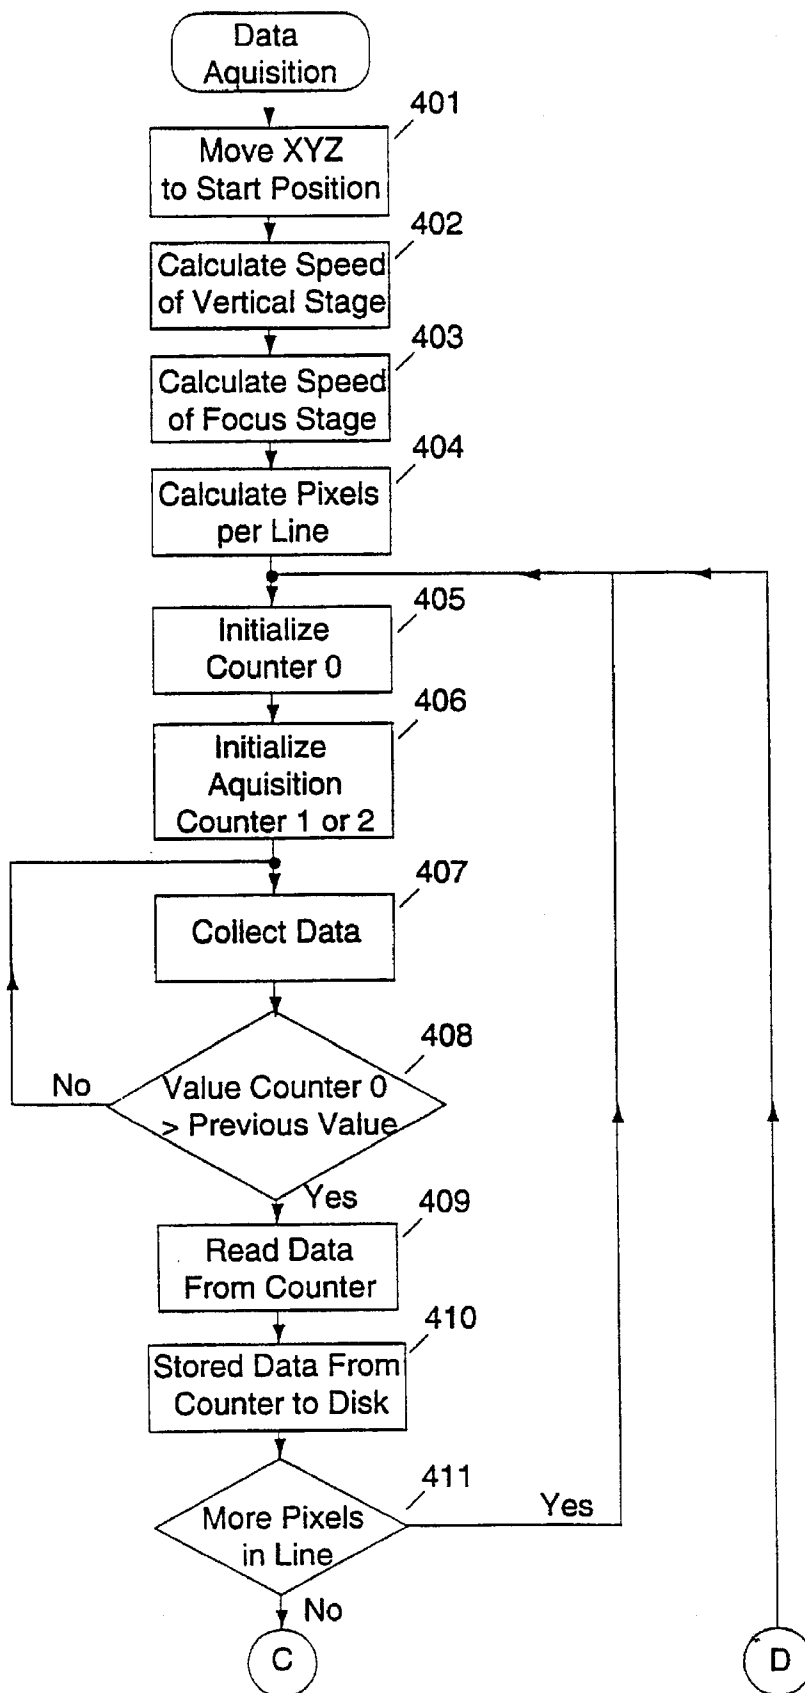 Data
Aquisition
401
Move XYZ
to Start Position
402
Calculate Speed
of Vertical Stage
403
Calculate Speed
of Focus Stage
404
Calculate Pixels
per Line
405
Initialize
Counter 0
406
Initialize
Aquisition
Counter 1 or 2
407
Collect Data
408
Value Counter 0
> Previous Value
No
Yes
409
Read Data
From Counter
410
Stored Data From
Counter to Disk
411
More Pixels
in Line
Yes
No
C
D